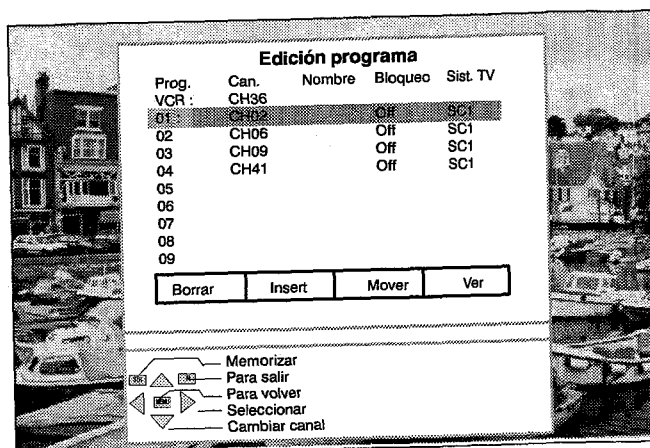 Edición programa
Prog. Can. Nombre Bloqueo Sist. TV
VCR : CH36
01 CH02 Off SC1
02 CH06 Off SC1
03 CH09 Off SC1
04 CH41 Off SC1
05
06
07
08
09
Borrar Insert Mover Ver
Memorizar
Para salir
Para volver
MENU
Seleccionar
Cambiar canal